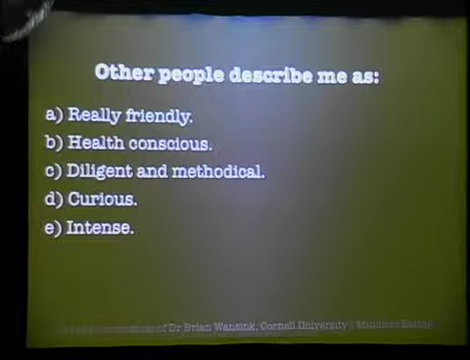 Other people describe me as:
a) Really friendly.
b) Health conscious.
c) Diligent and methodical.
d) Curious.
e) Intense.
of Dr Brian Wansink, Cornell University / Mindless Eating